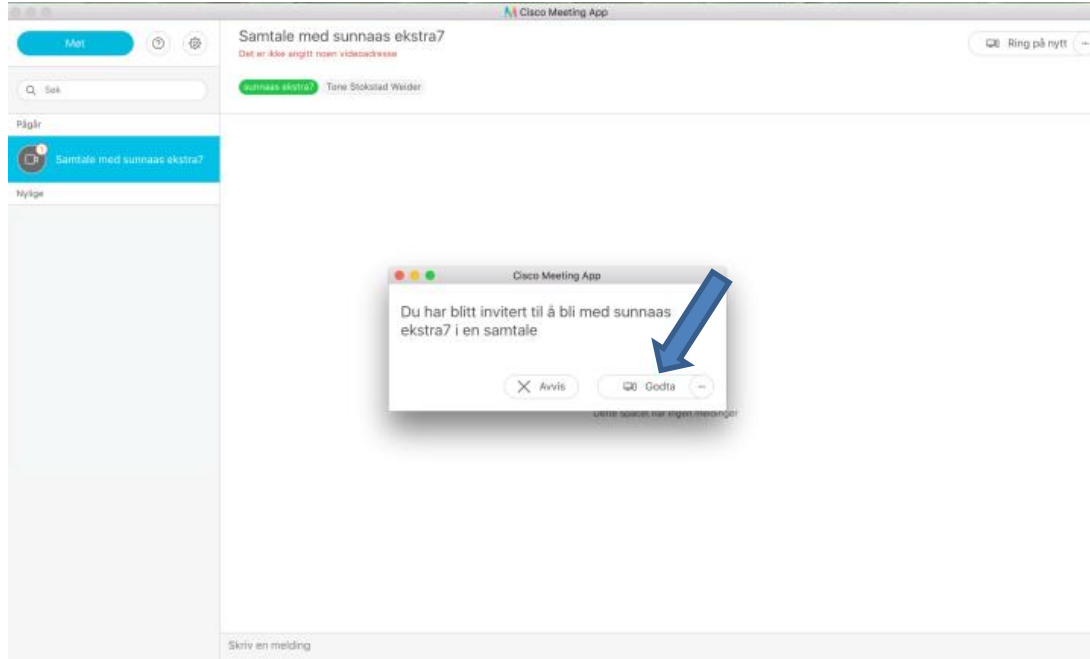 Cisco Meeting App
Møt
Samtale med sunnaas ekstra7
Det er ikke angitt noen videoadresse
Ring på nytt
Søk
sunnaas ekstra7 Tone Stokstad Weider
Pågår
1
Samtale med sunnaas ekstra7
Nylige
Cisco Meeting App
Du har blitt invitert til å bli med sunnaas
ekstra7 i en samtale
Avvis
Godta
Dette spacet har ingen meldinger
Skriv en melding